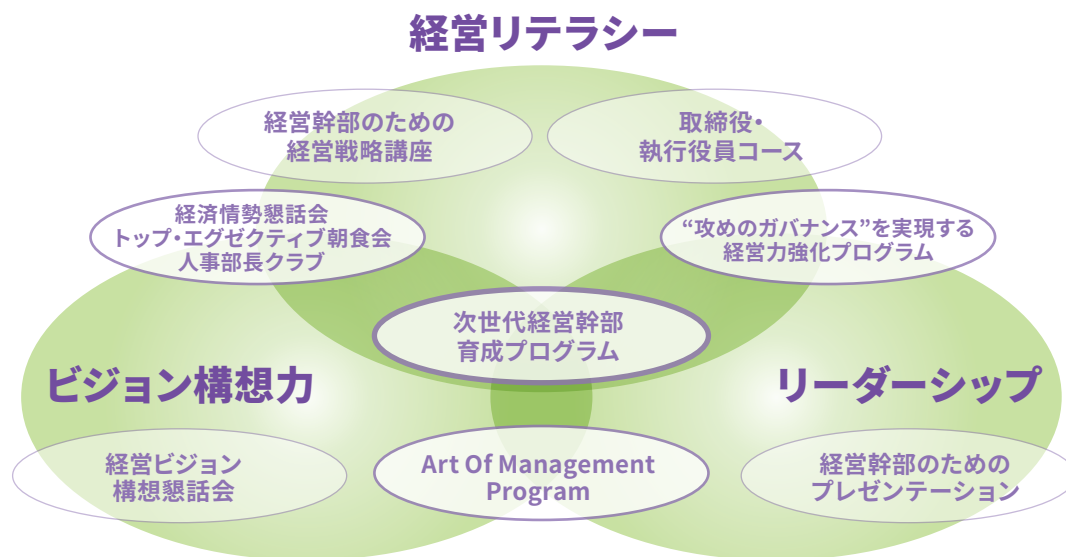 経営リテラシー
経営幹部のための
経営戦略講座
取締役・
執行役員コース
経済情勢懇話会
トップ・エグゼクティブ朝食会
人事部長クラブ
“攻めのガバナンス”を実現する
経営力強化プログラム
次世代経営幹部
育成プログラム
ビジョン構想力
リーダーシップ
経営ビジョン
構想懇話会
Art Of Management
Program
経営幹部のための
プレゼンテーション